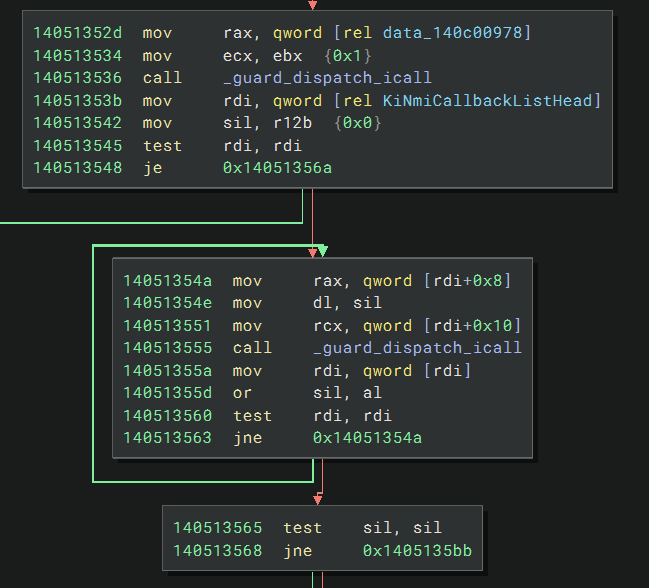 14051352d mov rax, qword [rel data_140c00978]
140513534 mov ecx, ebx {0x1}
140513536 call _guard_dispatch_icall
14051353b mov rdi, qword [rel KiNmiCallbackListHead]
140513542 mov sil, r12b {0x0}
140513545 test rdi, rdi
140513548 je 0x14051356a
14051354a mov rax, qword [rdi+0x8]
14051354e mov dl, sil
140513551 mov rcx, qword [rdi+0x10]
140513555 call _guard_dispatch_icall
14051355a mov rdi, qword [rdi]
14051355d or sil, al
140513560 test rdi, rdi
140513563 jne 0x14051354a
140513565 test sil, sil
140513568 jne 0x1405135bb